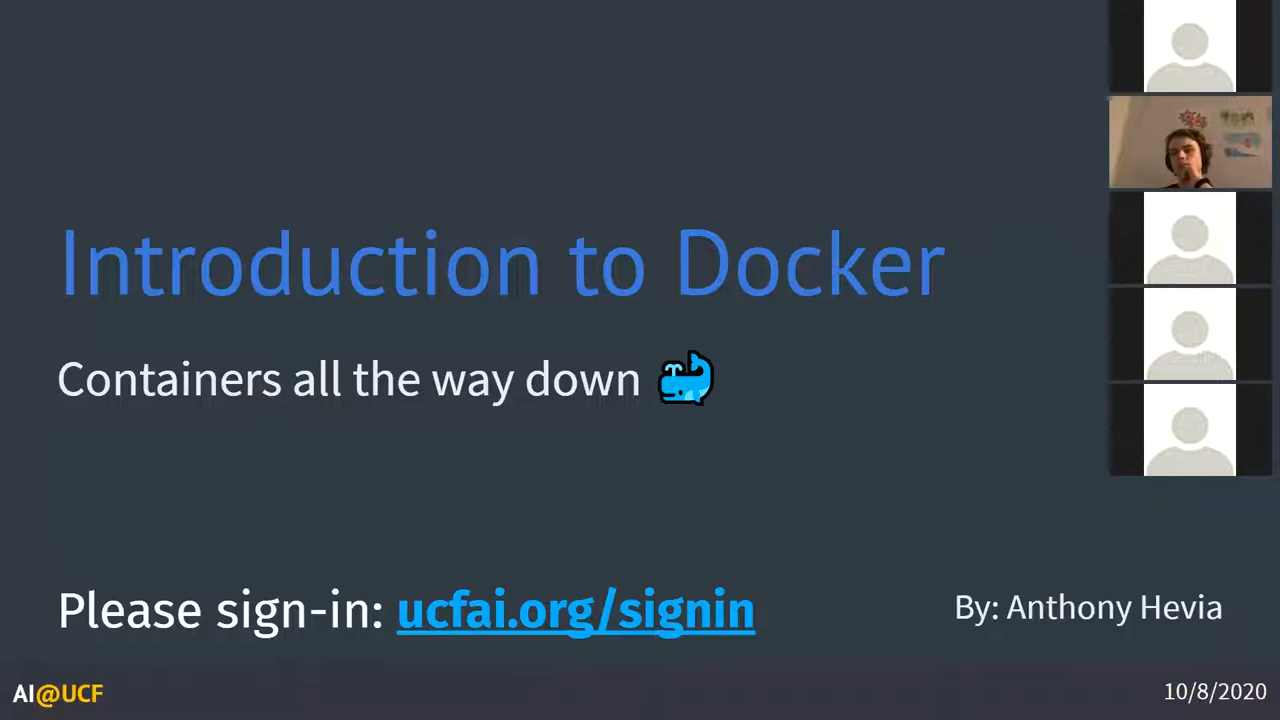 Introduction to Docker
Containers all the way down
Please sign-in: ucfai.org/signin
By: Anthony Hevia
AI@UCF
10/8/2020